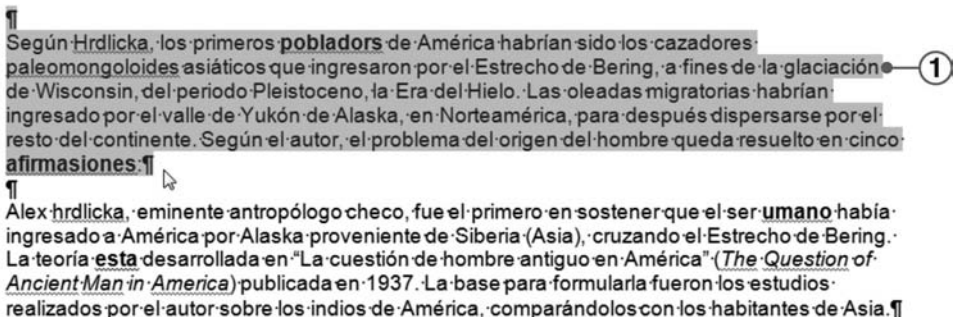 ¶
Según Hrdlicka, los primeros pobladors de América habrían sido los cazadores
paleomongoloides asiáticos que ingresaron por el Estrecho de Bering, a fines de la glaciación
1
de Wisconsin, del periodo Pleistoceno, la Era del Hielo. Las oleadas migratorias habrían
ingresado por el valle de Yukón de Alaska, en Norteamérica, para después dispersarse por el
resto del continente. Según el autor, el problema del origen del hombre queda resuelto en cinco
afirmasiones:¶
¶
Alex hrdlicka, eminente antropólogo checo, fue el primero en sostener que el ser umano había
ingresado a América por Alaska proveniente de Siberia (Asia), cruzando el Estrecho de Bering.
La teoría esta desarrollada en “La cuestión de hombre antiguo en América” (The Question of
Ancient Man in America) publicada en 1937. La base para formularla fueron los estudios
realizados por el autor sobre los indios de América, comparándolos con los habitantes de Asia.¶